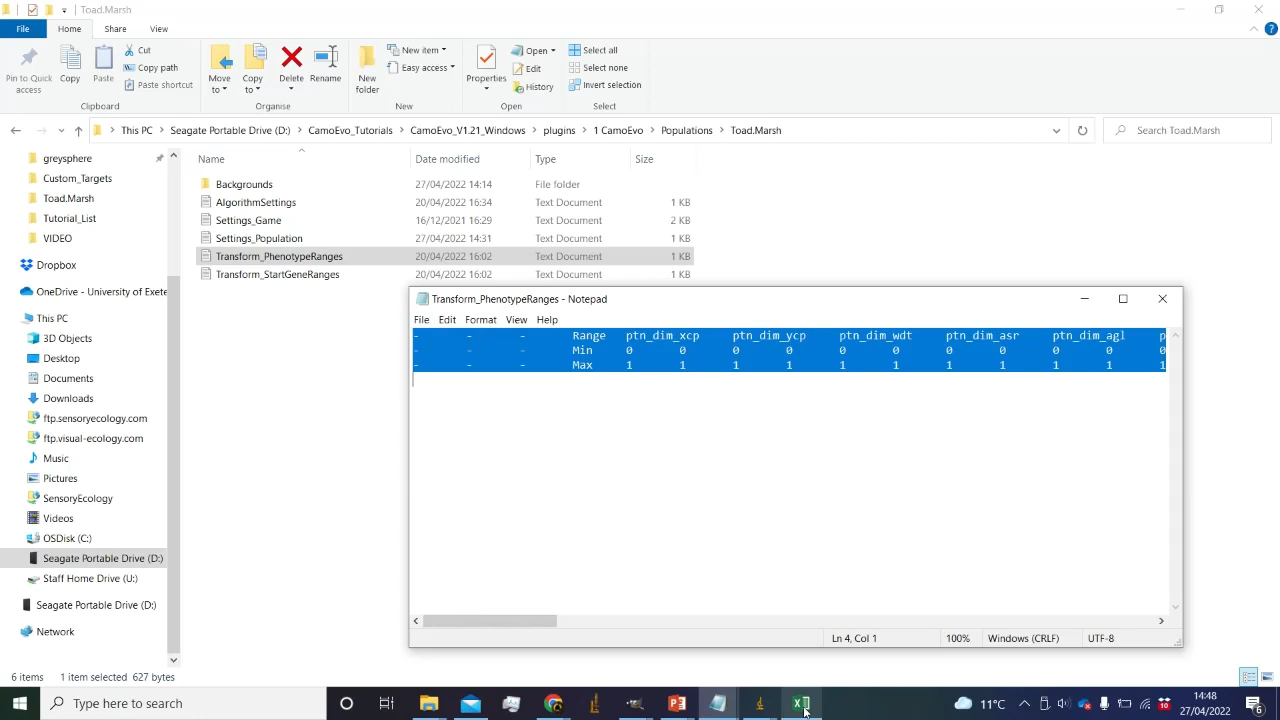 Toad.Marsh
File
Home
Share
View
Pin to Quick access
Copy
Paste
Cut
Copy path
Paste shortcut
Clipboard
Move to
Copy to
Delete
Rename
Organise
New folder
New item
Easy access
New
Properties
Open
Edit
History
Open
Select all
Select none
Invert selection
Select
This PC
Seagate Portable Drive (D:)
CamoEvo_Tutorials
CamoEvo_V1.21_Windows
plugins
1 CamoEvo
Populations
Toad.Marsh
Search Toad.Marsh
greysphere
Custom_Targets
Toad.Marsh
Tutorial_List
VIDEO
Dropbox
OneDrive - University of Exete
This PC
3D Objects
Desktop
Documents
Downloads
ftp.sensoryecology.com
ftp.visual-ecology.com
Music
Pictures
SensoryEcology
Videos
OSDisk (C:)
Seagate Portable Drive (D:)
Staff Home Drive (U:)
Seagate Portable Drive (D:)
Network
Name Date modified Type Size
Backgrounds 27/04/2022 14:14 File folder
AlgorithmSettings 20/04/2022 16:34 Text Document 1 KB
Settings_Game 16/12/2021 16:29 Text Document 2 KB
Settings_Population 27/04/2022 14:31 Text Document 1 KB
Transform_PhenotypeRanges 20/04/2022 16:02 Text Document 1 KB
Transform_StartGeneRanges 20/04/2022 16:02 Text Document 1 KB
Transform_PhenotypeRanges - Notepad
File Edit Format View Help
- - - Range ptn_dim_xcp ptn_dim_ycp ptn_dim_wdt ptn_dim_asr ptn_dim_agl p
- - - Min 0 0 0 0 0 0 0 0 0 0 0
- - - Max 1 1 1 1 1 1 1 1 1 1 1
Ln 4, Col 1 100% Windows (CRLF) UTF-8
6 items 1 item selected 627 bytes
Type here to search
11°C
10
14:48
27/04/2022
6